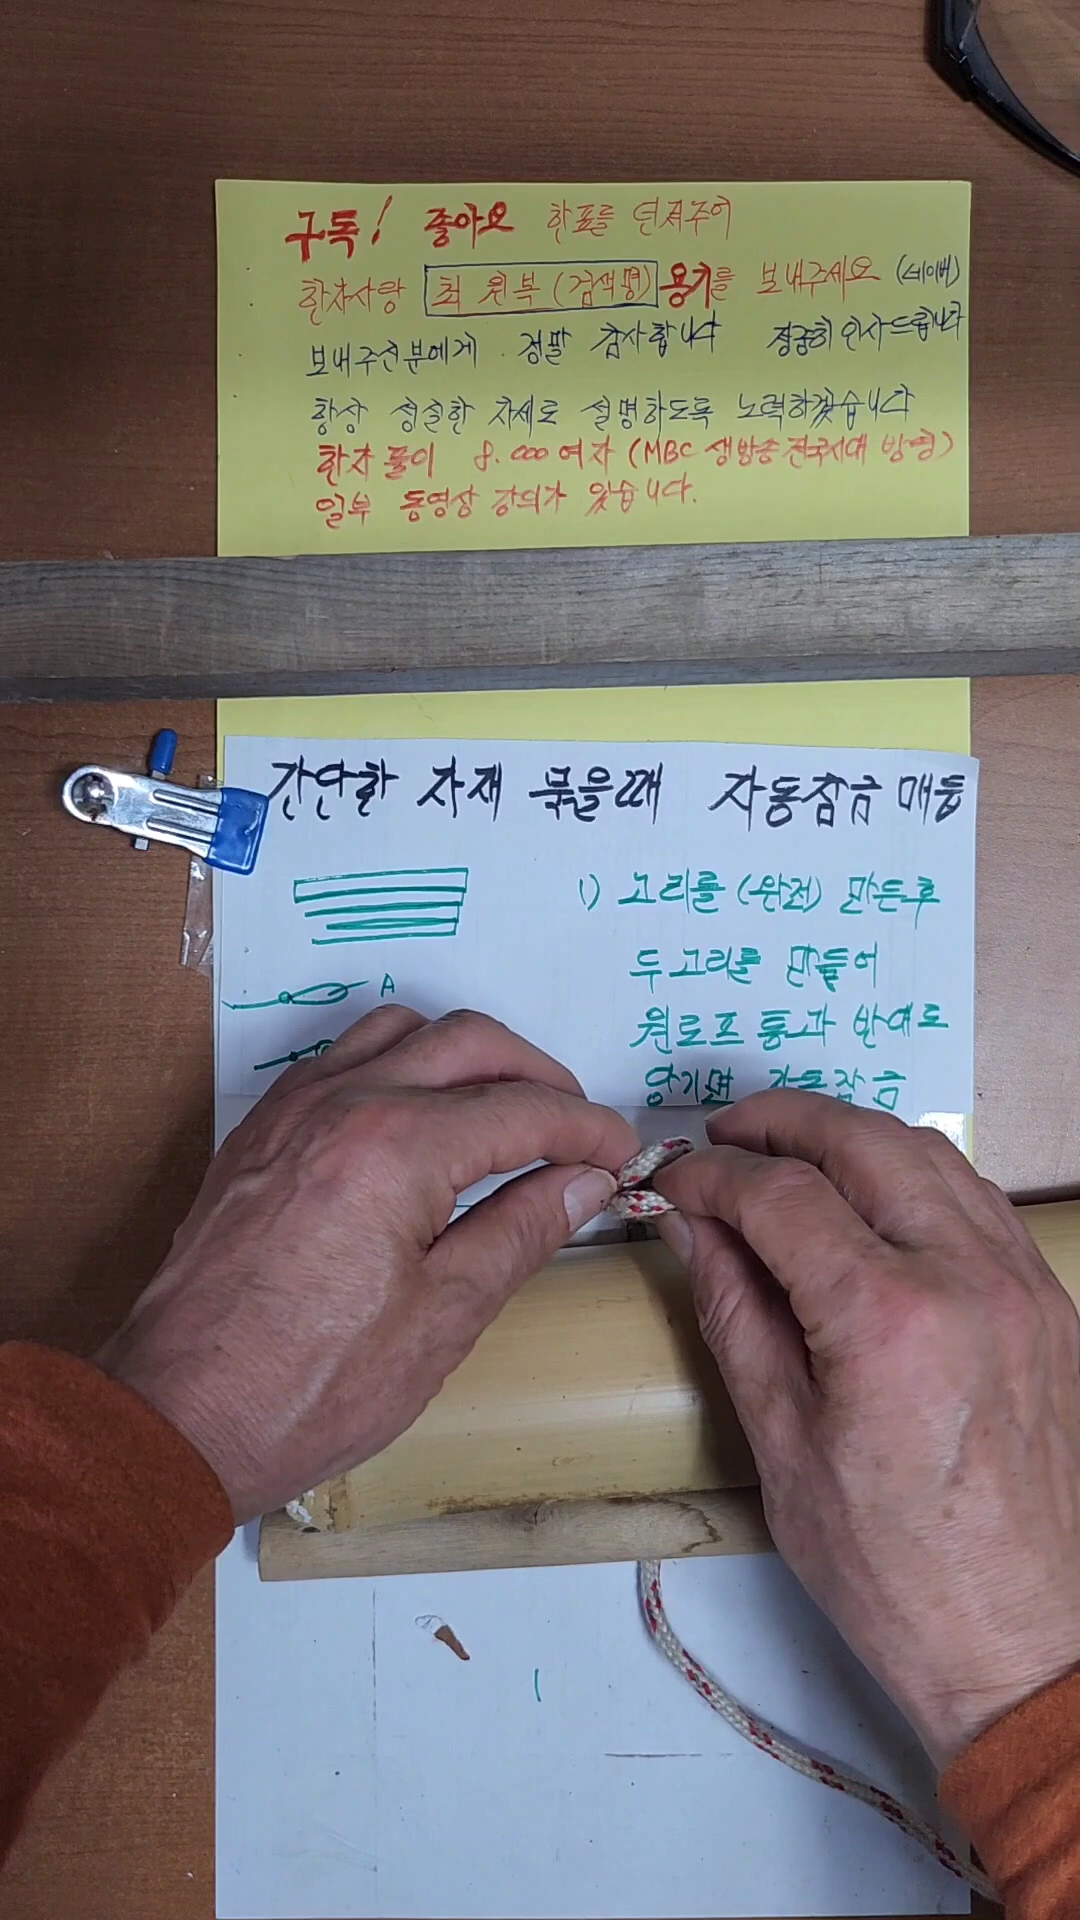 구독! 좋아요 한표를 던져주어
한자사랑 최 원복 (검색명) 용기를 보내주세요 (네이버)
보내주신분에게 정말 감사합니다 정중히 인사드립니다
항상 성실한 자세로 설명하도록 노력하겠습니다
한자 풀이 8.000여자 (MBC 생방송 전국시대 방영)
일부 동영상 강의가 있습니다.
간단한 자재 묶을때 자동잠금 매듭
1) 고리를 (완전) 만든후
두고리를 만들어
A
원로프 통과 반대로
당기면 자동잠금